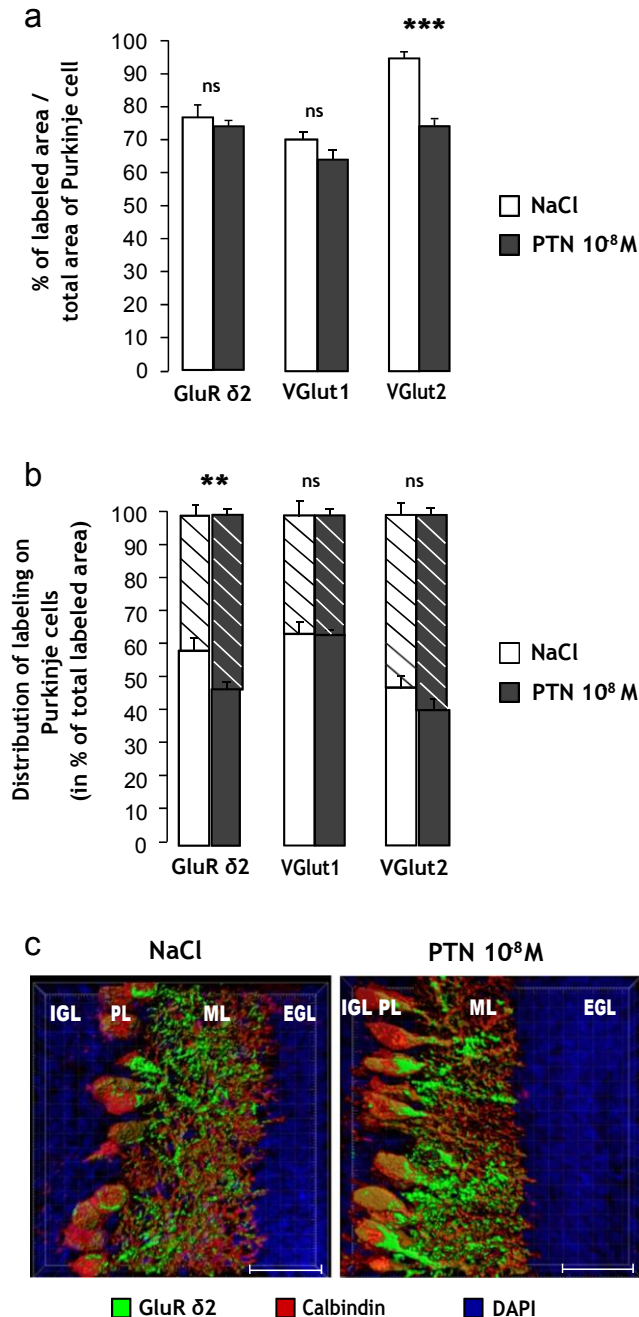 a
% of labeled area /
total area of Purkinje cell
100
90
80
70
60
50
40
30
20
10
0
ns
ns
***
GluR δ2
VGlut1
VGlut2
NaCl
PTN 10⁻⁸M
b
Distribution of labeling on
Purkinje cells
(in % of total labeled area)
100
90
80
70
60
50
40
30
20
10
0
**
ns
ns
GluR δ2
VGlut1
VGlut2
NaCl
PTN 10⁸ M
c
NaCl
PTN 10⁻⁸M
IGL PL ML EGL
IGL PL ML EGL
GluR δ2 Calbindin DAPI